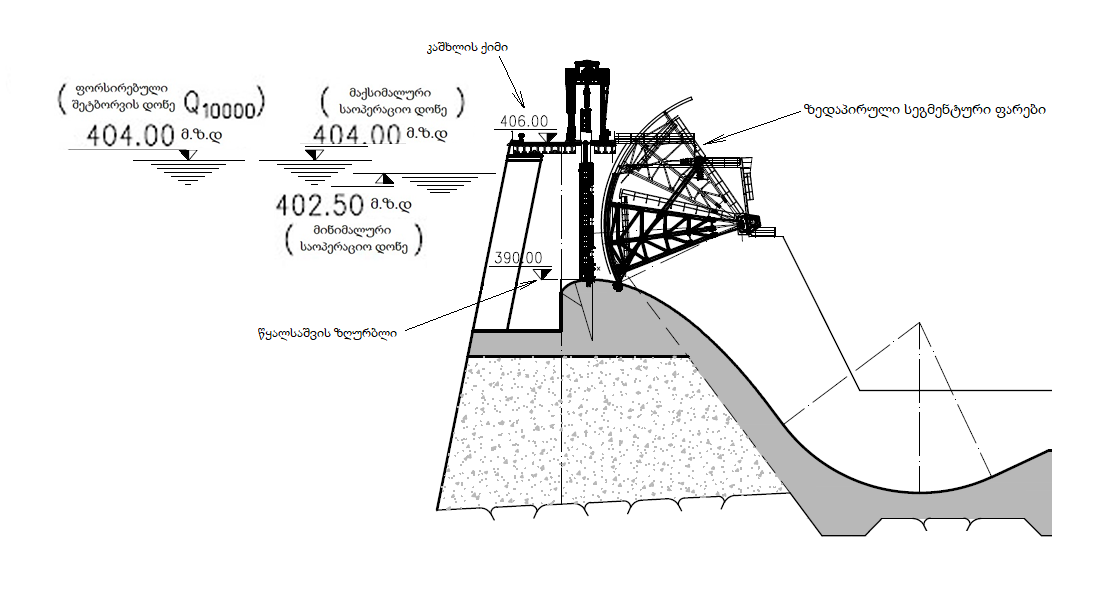 კაშხლის ქიმი
(ფორსირებული
შეტბორვის დონე Q10000)
404.00 მ.ზ.დ
(მაქსიმალური
საოპერაციო დონე)
404.00 მ.ზ.დ
406.00
ზედაპირული სეგმენტური ფარები
402.50 მ.ზ.დ
(მინიმალური
საოპერაციო დონე)
390.00
წყალსაშვის ზღურბლი